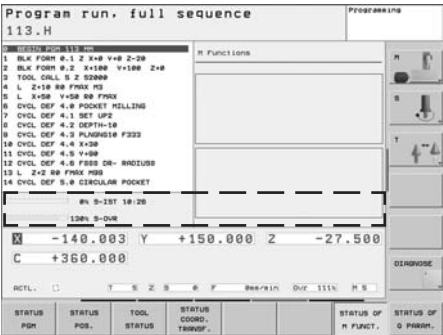 Program run, full sequence
Programming
113.H
0 BEGIN PGM 113 MM
1 BLK FORM 0.1 Z X+0 Y+0 Z-20
2 BLK FORM 0.2 X+100 Y+100 Z+0
3 TOOL CALL 5 Z S2000
4 L Z+10 R0 FMAX M3
5 L X+50 Y+50 R0 FMAX
6 CYCL DEF 4.0 POCKET MILLING
7 CYCL DEF 4.1 SET UP2
8 CYCL DEF 4.2 DEPTH-10
9 CYCL DEF 4.3 PLNGNG10 F333
10 CYCL DEF 4.4 X+30
11 CYCL DEF 4.5 Y+90
12 CYCL DEF 4.6 F888 DR- RADIUS8
13 L Z+2 R0 FMAX M99
14 CYCL DEF 5.0 CIRCULAR POCKET
M Functions
M
S
T
0% S-IST 10:26
130% S-OVR
X -140.003 Y +150.000 Z -27.500
C +360.000
DIAGNOSE
ACTL. T 5 Z S 0 F 0mm/min Ovr 111% M 5
STATUS PGM
STATUS POS.
TOOL STATUS
STATUS COORD. TRANSF.
STATUS OF M FUNCT.
STATUS OF Q PARAM.